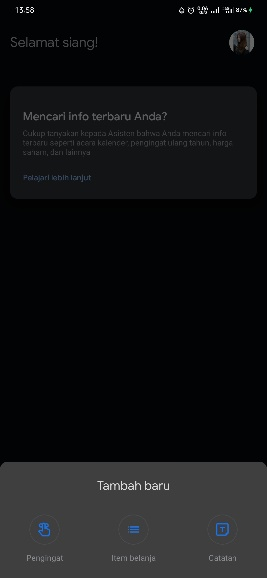 13:58
87%
Selamat siang!
Mencari info terbaru Anda?
Cukup tanyakan kepada Asisten bahwa Anda mencari info
terbaru seperti acara kalender, pengingat ulang tahun, harga
saham, dan lainnya
Pelajari lebih lanjut
Tambah baru
Pengingat
Item belanja
Catatan